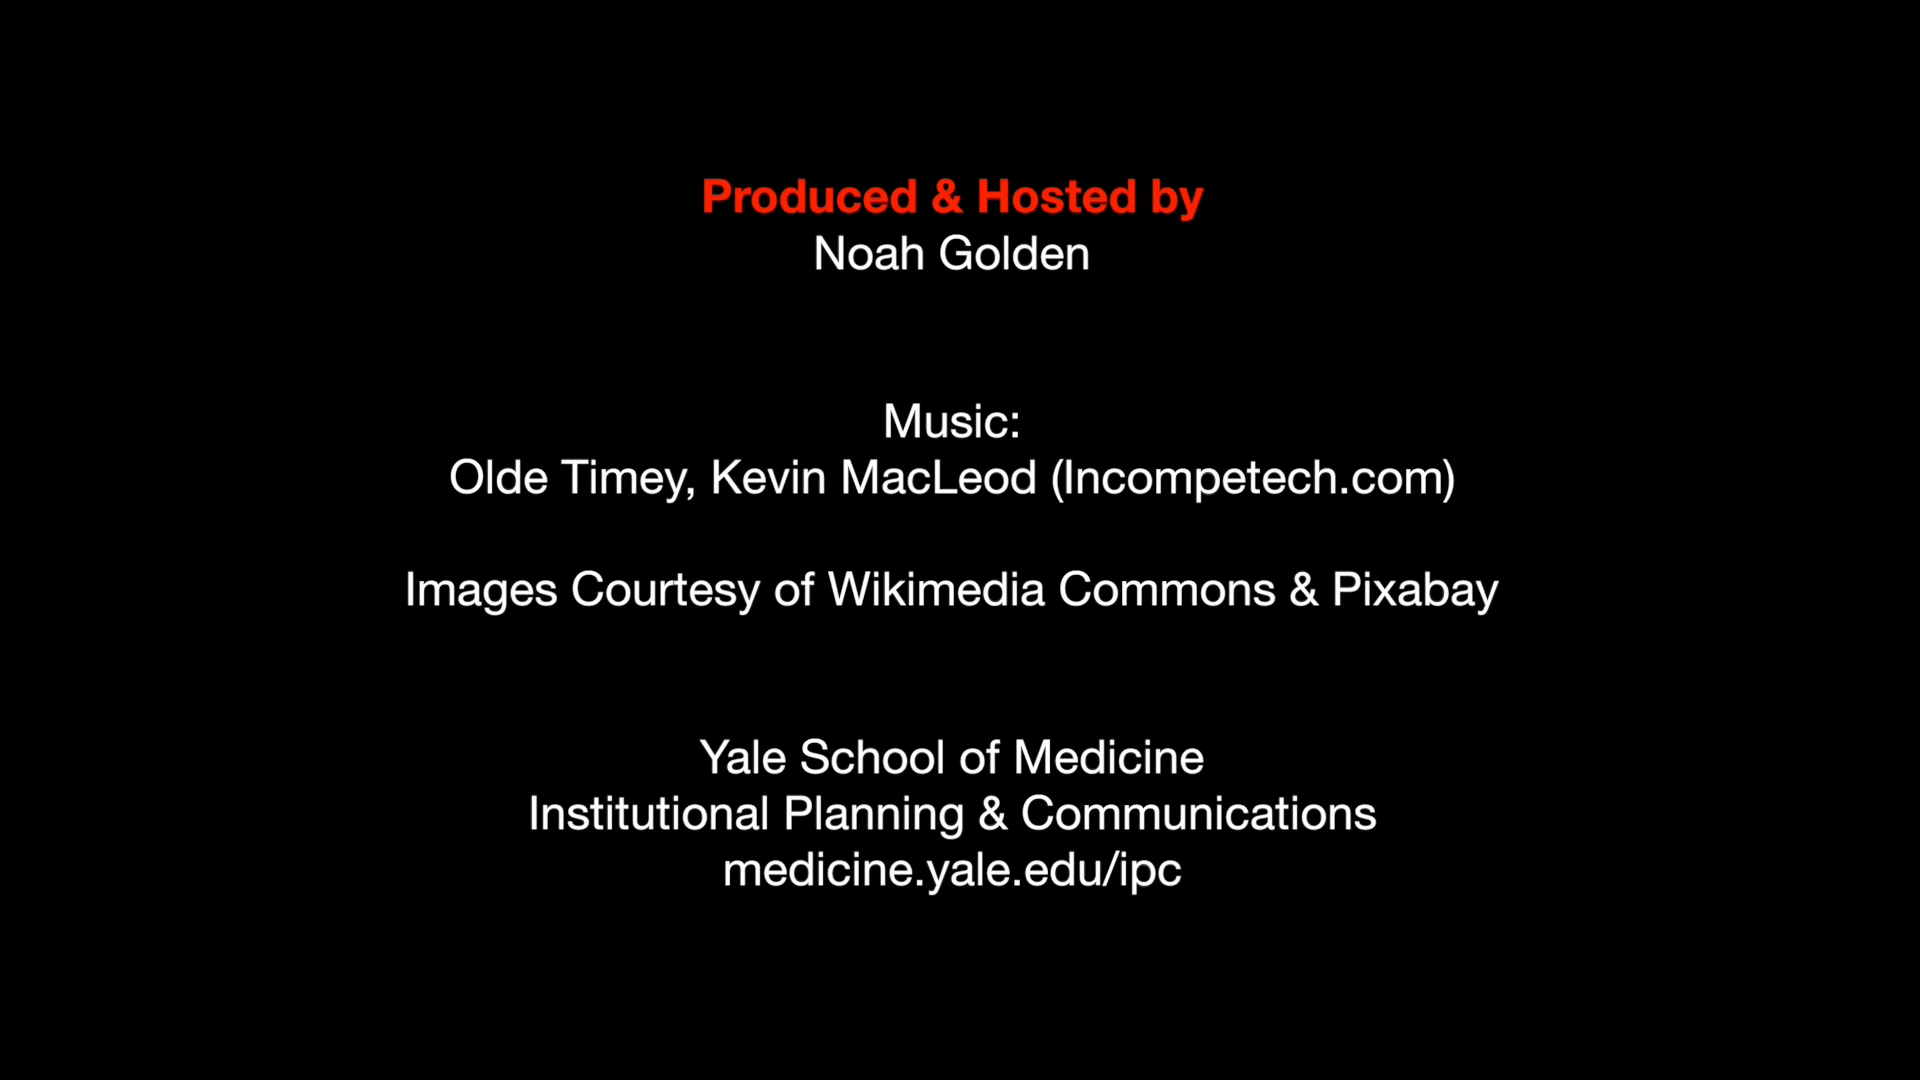 Produced & Hosted by
Noah Golden
Music:
Olde Timey, Kevin MacLeod (Incompetech.com)
Images Courtesy of Wikimedia Commons & Pixabay
Yale School of Medicine
Institutional Planning & Communications
medicine.yale.edu/ipc